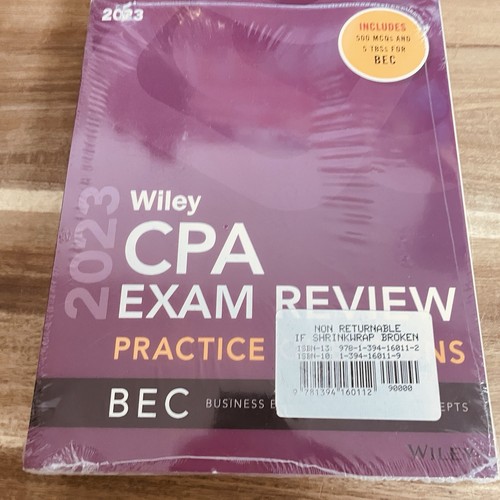 2023
INCLUDES
500 MCQs AND
5 TBSs FOR
BEC
2023
Wiley
CPA
EXAM REVIEW
PRACTICE NS
NON RETURNABLE
IF SHRINKWRAP BROKEN
ISBN-13: 978-1-394-16011-2
ISBN-10: 1-394-16011-9
9 781394 160112 90000
BEC BUSINESS E EPTS
WILEY